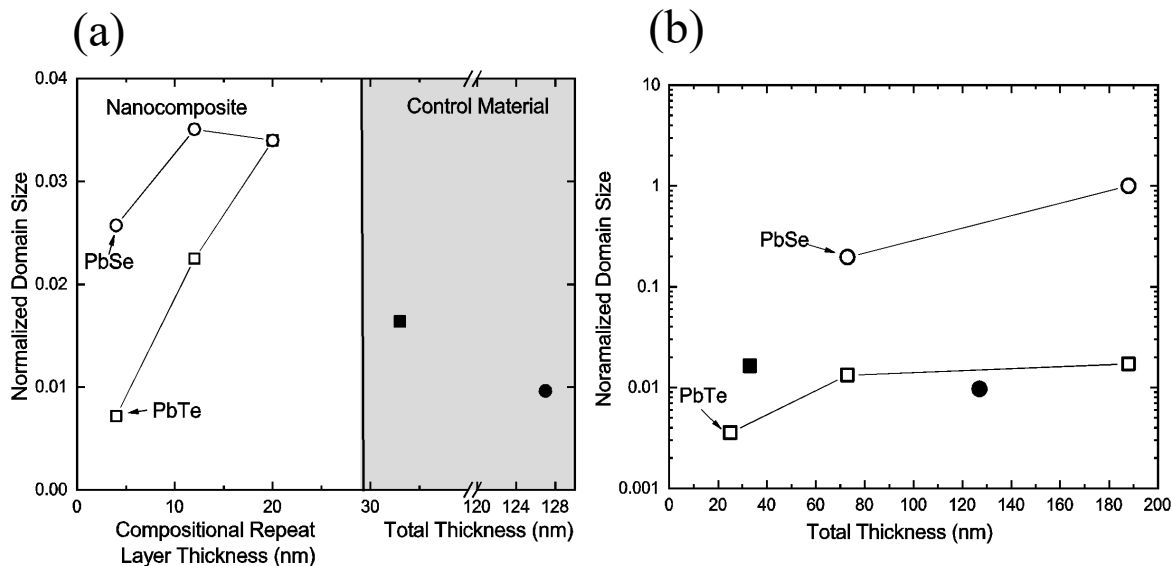 (a)
0.04
0.03
0.02
0.01
0.00
Normalized Domain Size
Nanocomposite
Control Material
PbSe
PbTe
0
10
20
30
120
124
128
Compositional Repeat
Layer Thickness (nm)
Total Thickness (nm)
(b)
10
1
0.1
0.01
0.001
Noramalized Domain Size
PbSe
PbTe
0
20
40
60
80
100
120
140
160
180
200
Total Thickness (nm)